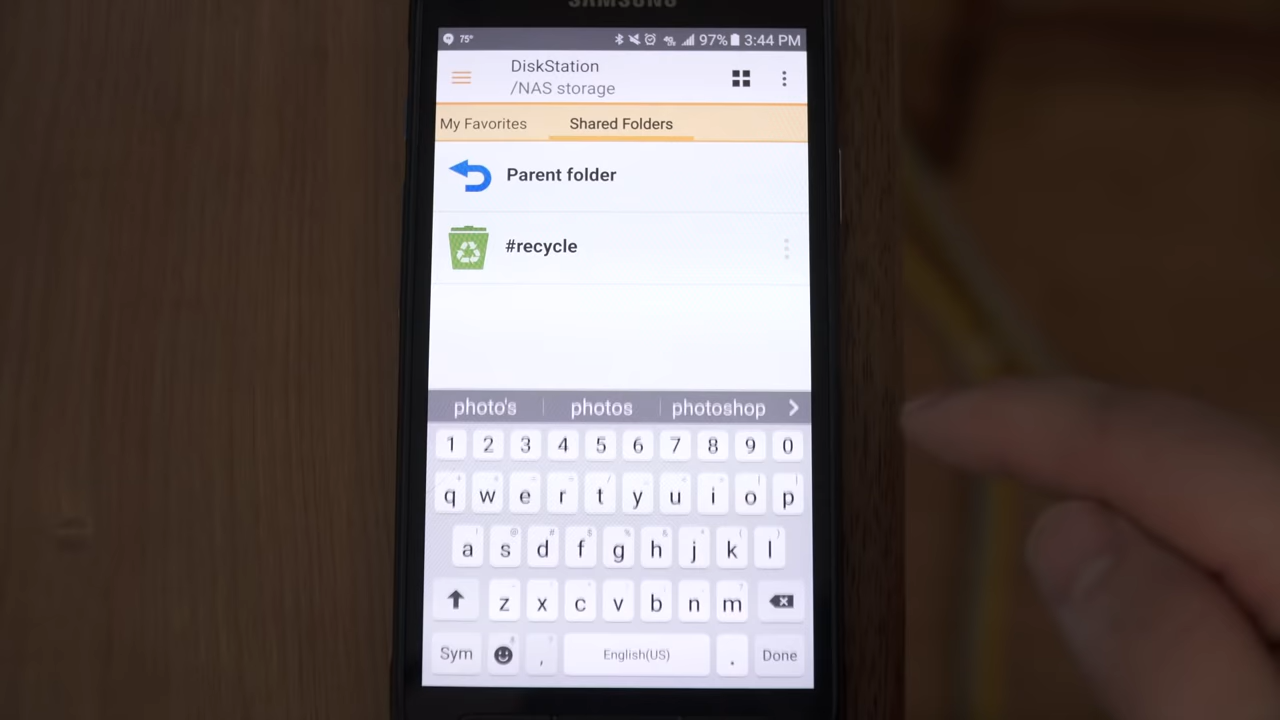 SAMSUNG
75° 97% 3:44 PM
DiskStation
/NAS storage
My Favorites Shared Folders
Parent folder
#recycle
photo's photos photoshop
1 2 3 4 5 6 7 8 9 0
q w e r t y u i o p
a s d f g h j k l
z x c v b n m
Sym , English(US) . Done